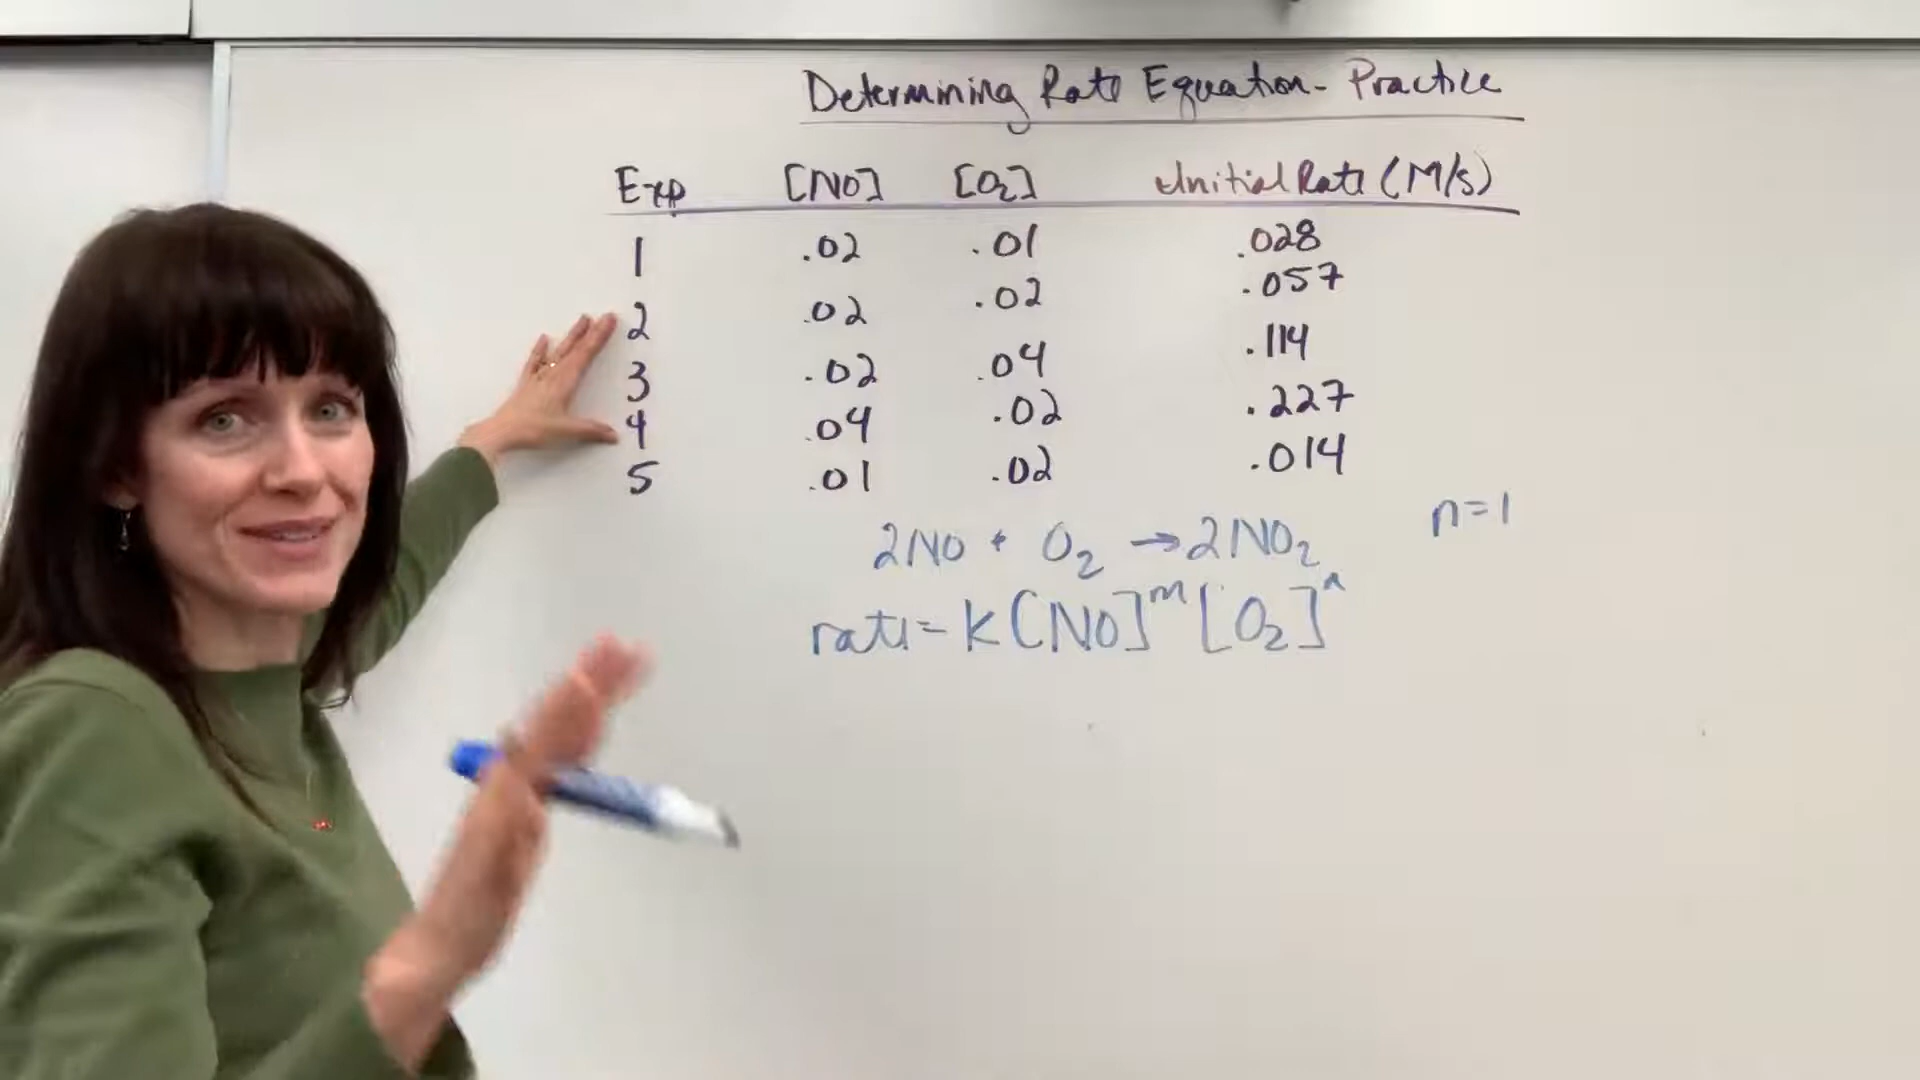 Determining Rate Equation - Practice
Exp [NO] [O2] Initial Rate (M/s)
1 .02 .01 .028
2 .02 .02 .057
3 .02 .04 .114
4 .04 .02 .227
5 .01 .02 .014
2NO + O2 → 2NO2 n=1
rate = k[NO]^m [O2]^n